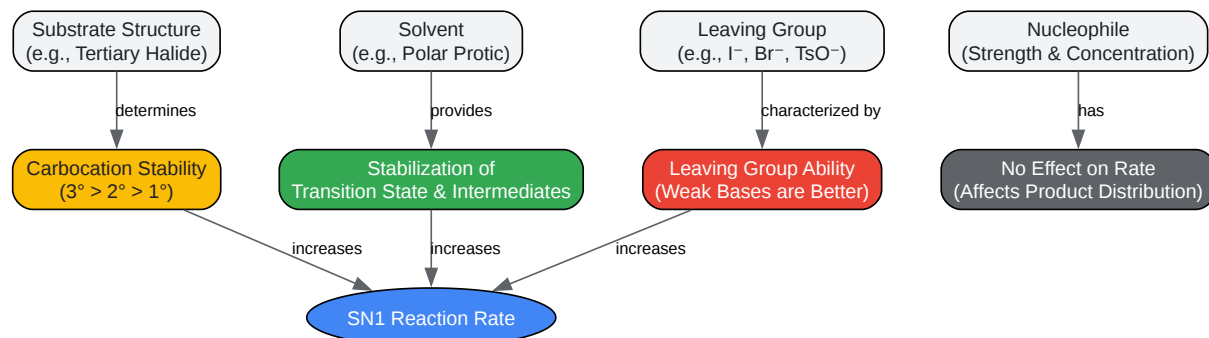 Substrate Structure
(e.g., Tertiary Halide)
Solvent
(e.g., Polar Protic)
Leaving Group
(e.g., I⁻, Br⁻, TsO⁻)
Nucleophile
(Strength & Concentration)
determines
provides
characterized by
has
Carbocation Stability
(3° > 2° > 1°)
Stabilization of
Transition State & Intermediates
Leaving Group Ability
(Weak Bases are Better)
No Effect on Rate
(Affects Product Distribution)
increases
increases
increases
SN1 Reaction Rate